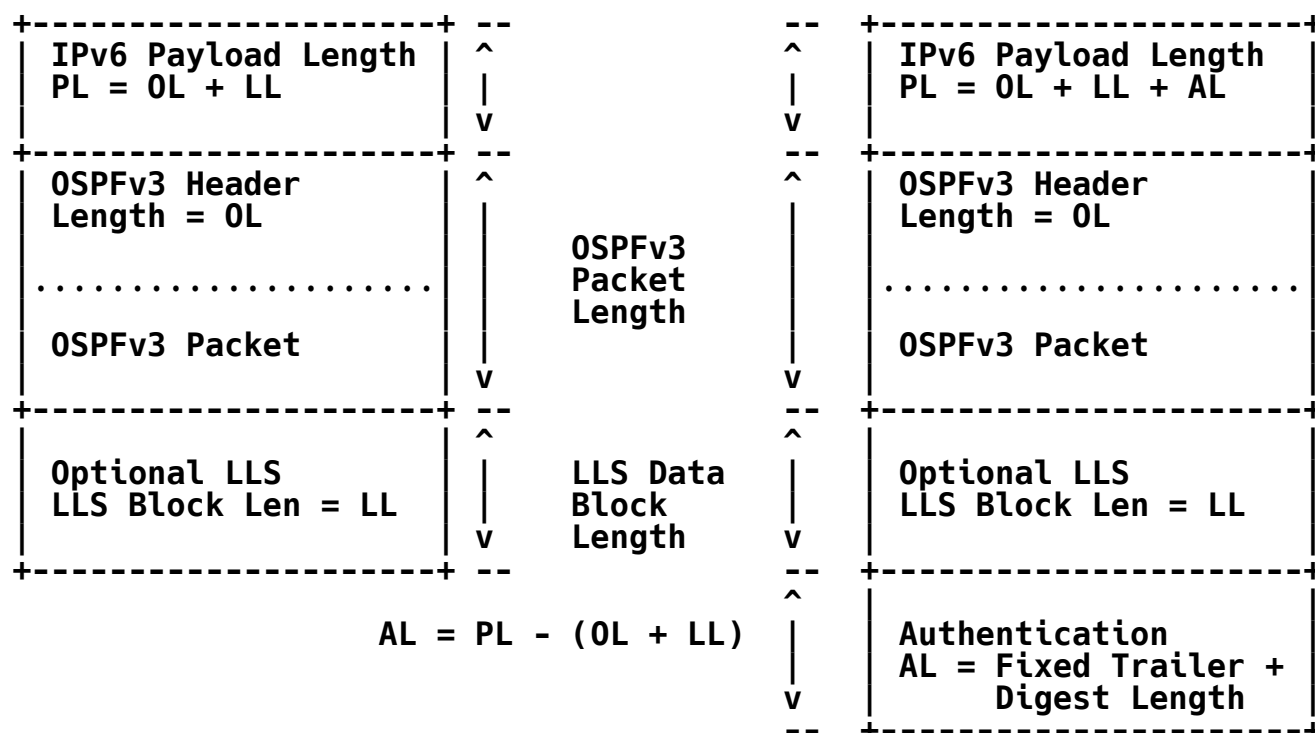 +----------------------+ --              --  +-----------------------+
| IPv6 Payload Length | ^               ^   | IPv6 Payload Length  |
| PL = OL + LL        | |               |   | PL = OL + LL + AL    |
|                     | v               v   |                      |
+----------------------+ --              --  +-----------------------+
| OSPFv3 Header       | ^               ^   | OSPFv3 Header        |
| Length = OL         | |               |   | Length = OL          |
|                     | |    OSPFv3     |   |                      |
|.....................| |    Packet     |   |......................|
|                     | |    Length     |   |                      |
| OSPFv3 Packet       | |               |   | OSPFv3 Packet        |
|                     | v               v   |                      |
+----------------------+ --              --  +-----------------------+
|                     | ^               ^   |                      |
| Optional LLS        | |    LLS Data   |   | Optional LLS         |
| LLS Block Len = LL  | |    Block      |   | LLS Block Len = LL   |
|                     | v    Length     v   |                      |
+----------------------+ --              --  +-----------------------+
                                        ^   |                      |
                   AL = PL - (OL + LL)  |   | Authentication       |
                                        |   | AL = Fixed Trailer + |
                                        v   |      Digest Length   |
                                        --  +-----------------------+